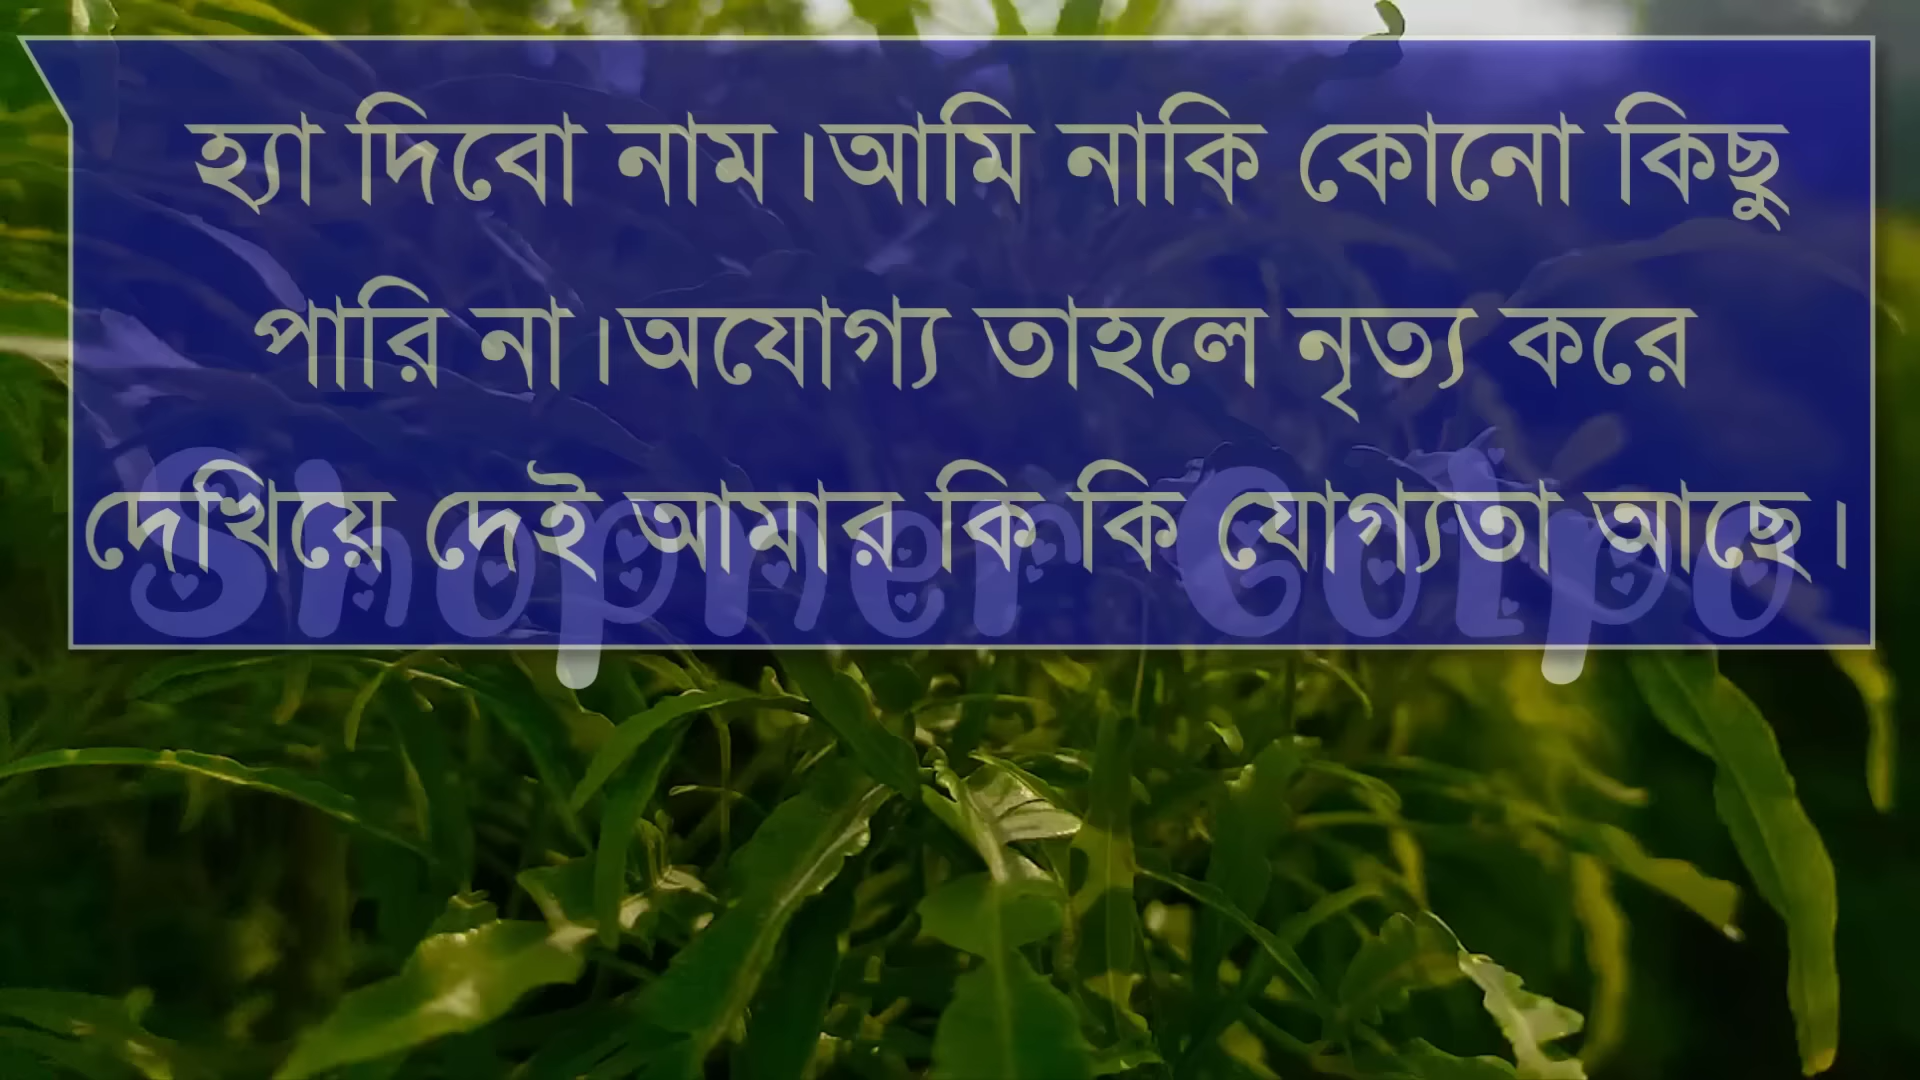 হ্যা দিবো নাম।আমি নাকি কোনো কিছু
পারি না।অযোগ্য তাহলে নৃত্য করে
দেখিয়ে দেই আমার কি কি যোগ্যতা আছে।
Shopner Golpo